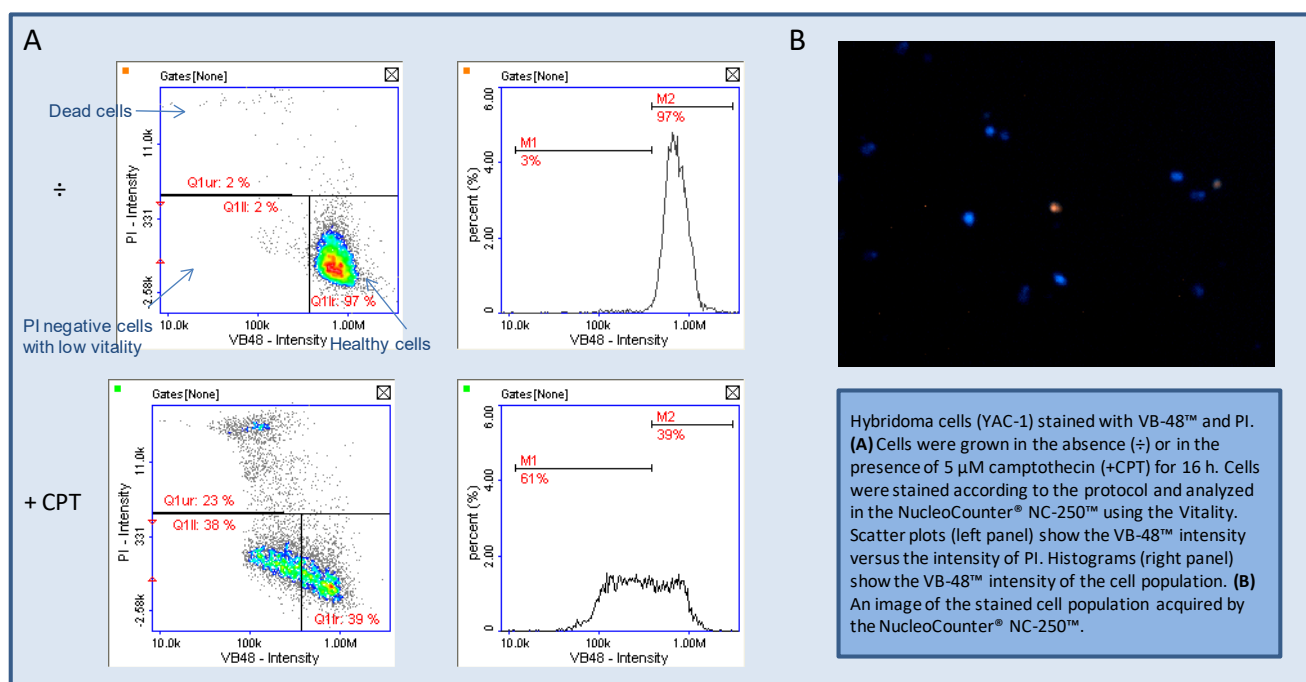 A
B
Gates [None]
Dead cells
÷
PI - Intensity
11.0k
331
-2.58k
Q1ur: 2 %
Q1ll: 2 %
Q1lr: 97 %
10.0k
100k
1.00M
VB48 - Intensity
PI negative cells
with low vitality
Healthy cells
Gates [None]
percent (%)
6.00
4.00
2.00
0
M2
97%
M1
3%
10.0k
100k
1.00M
VB48 - Intensity
Gates [None]
+ CPT
PI - Intensity
11.0k
331
-2.58k
Q1ur: 23 %
Q1ll: 38 %
Q1lr: 39 %
10.0k
100k
1.00M
VB48 - Intensity
Gates [None]
percent (%)
6.00
4.00
2.00
0
M2
39%
M1
61%
10.0k
100k
1.00M
VB48 - Intensity
Hybridoma cells (YAC-1) stained with VB-48™ and PI.
(A) Cells were grown in the absence (÷) or in the
presence of 5 µM camptothecin (+CPT) for 16 h. Cells
were stained according to the protocol and analyzed
in the NucleoCounter® NC-250™ using the Vitality.
Scatter plots (left panel) show the VB-48™ intensity
versus the intensity of PI. Histograms (right panel)
show the VB-48™ intensity of the cell population. (B)
An image of the stained cell population acquired by
the NucleoCounter® NC-250™.